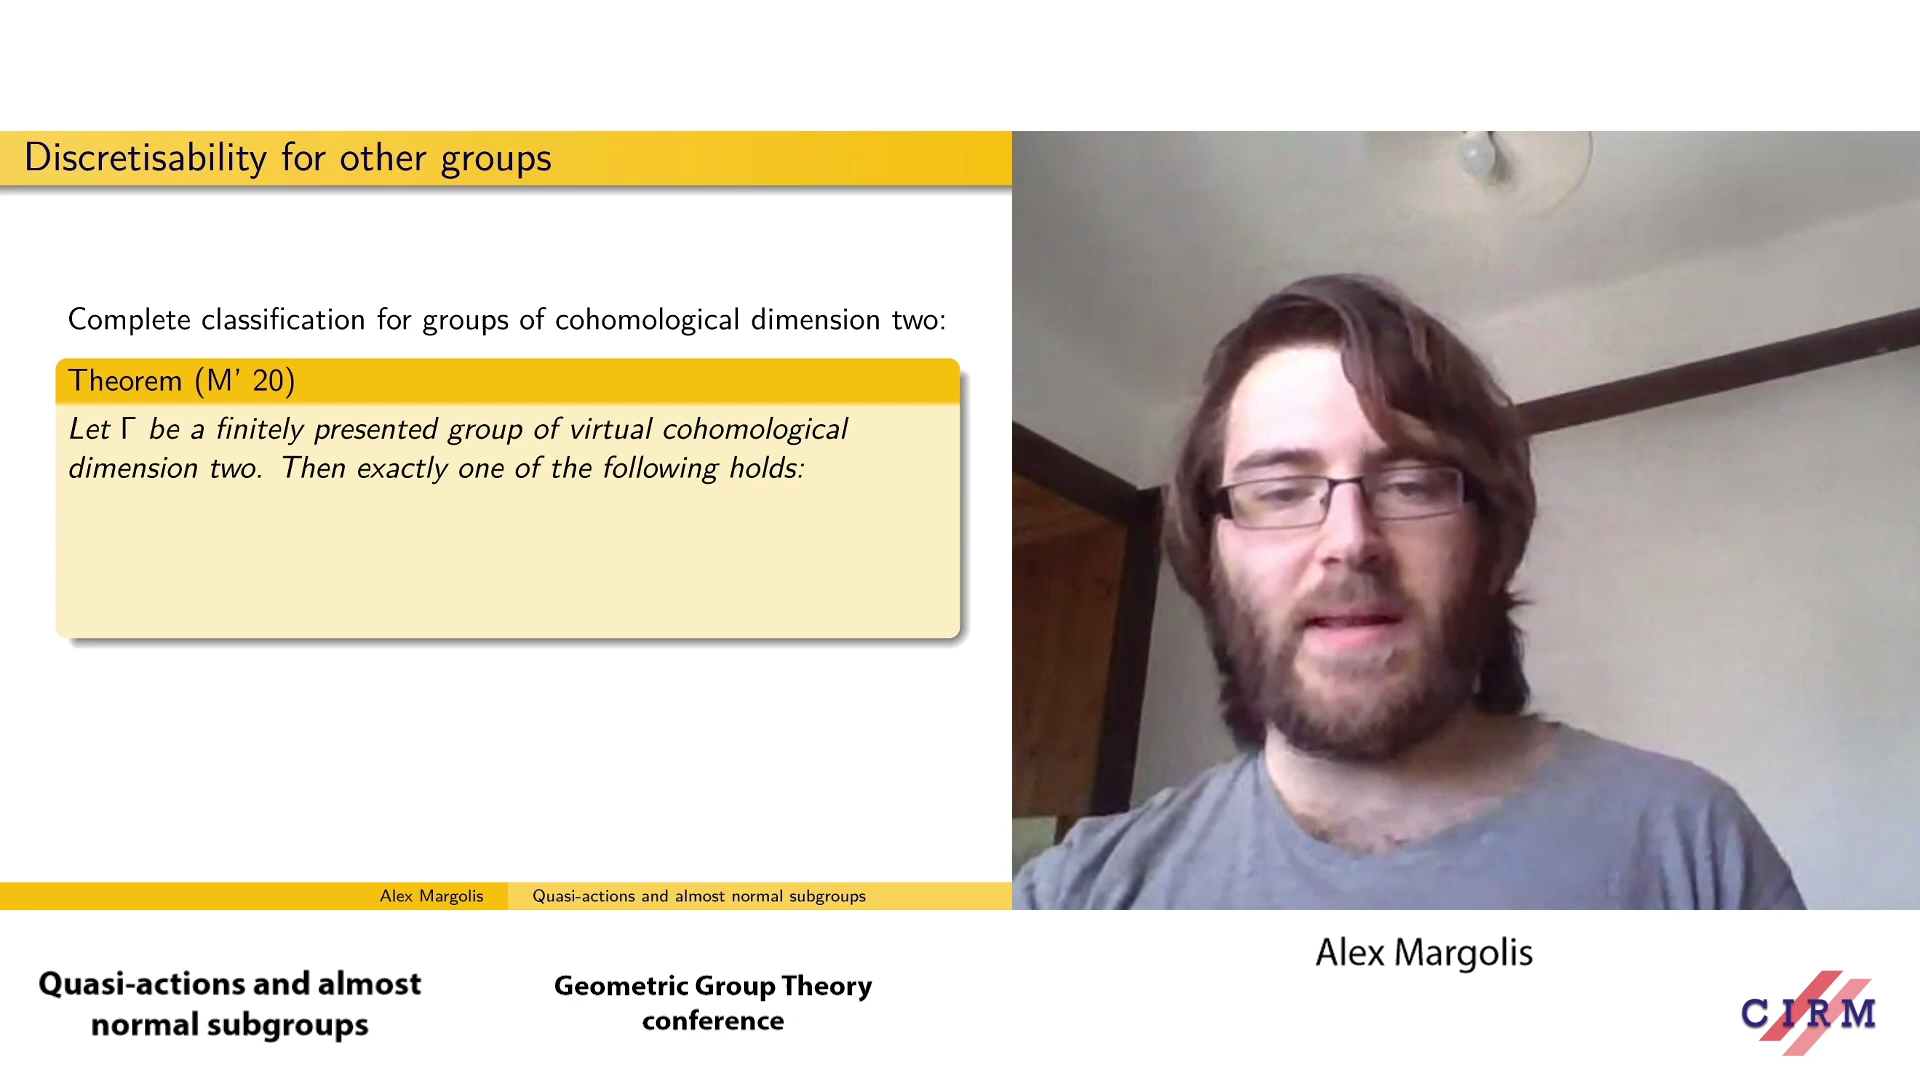 Discretisability for other groups
Complete classification for groups of cohomological dimension two:
Theorem (M' 20)
Let Γ be a finitely presented group of virtual cohomological
dimension two. Then exactly one of the following holds:
Alex Margolis
Quasi-actions and almost normal subgroups
Quasi-actions and almost
normal subgroups
Geometric Group Theory
conference
Alex Margolis
CIRM